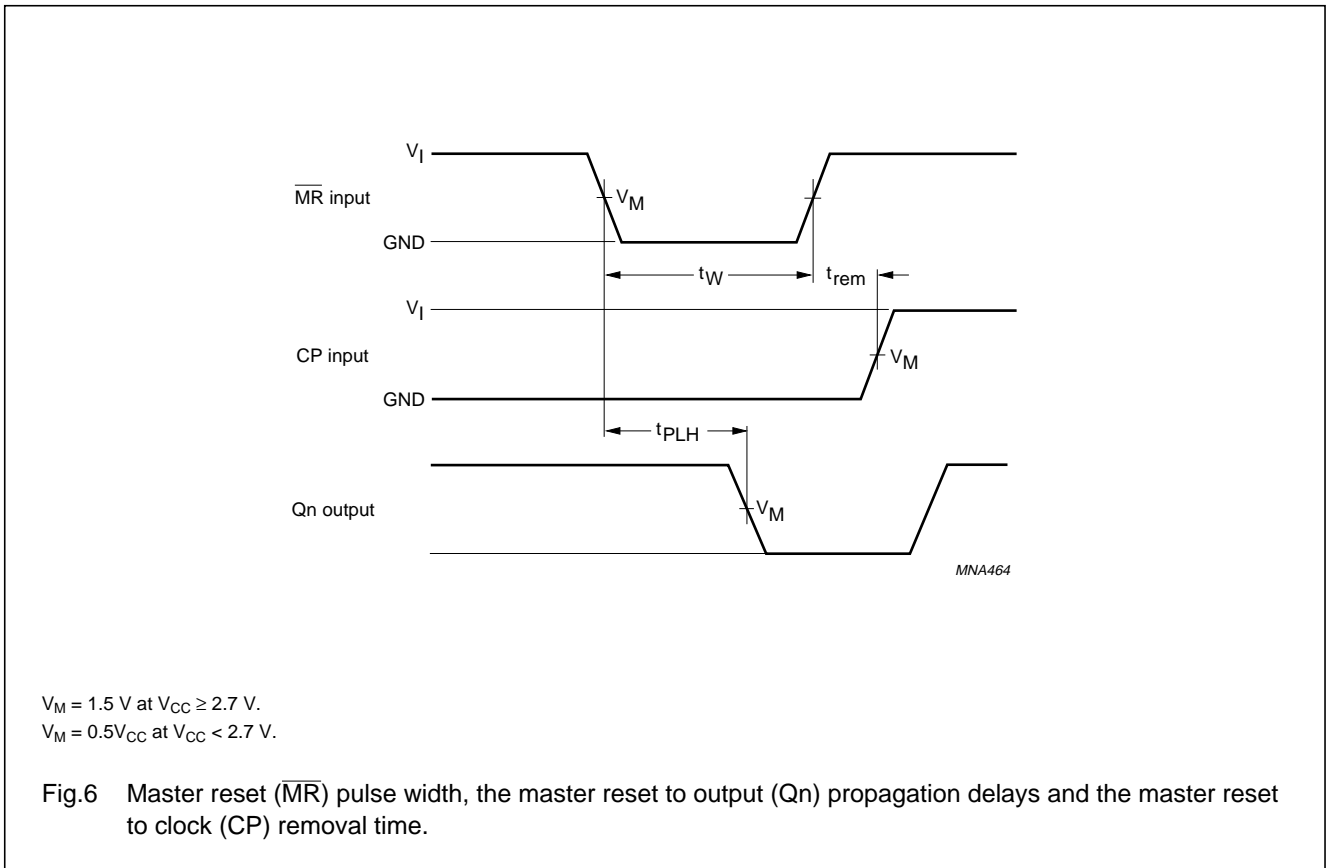 V_I
M̅R̅ input
V_M
GND
t_W
t_rem
V_I
CP input
V_M
GND
t_PLH
Qn output
V_M
MNA464
V_M = 1.5 V at V_CC ≥ 2.7 V.
V_M = 0.5V_CC at V_CC < 2.7 V.
Fig.6 Master reset (M̅R̅) pulse width, the master reset to output (Qn) propagation delays and the master reset
to clock (CP) removal time.